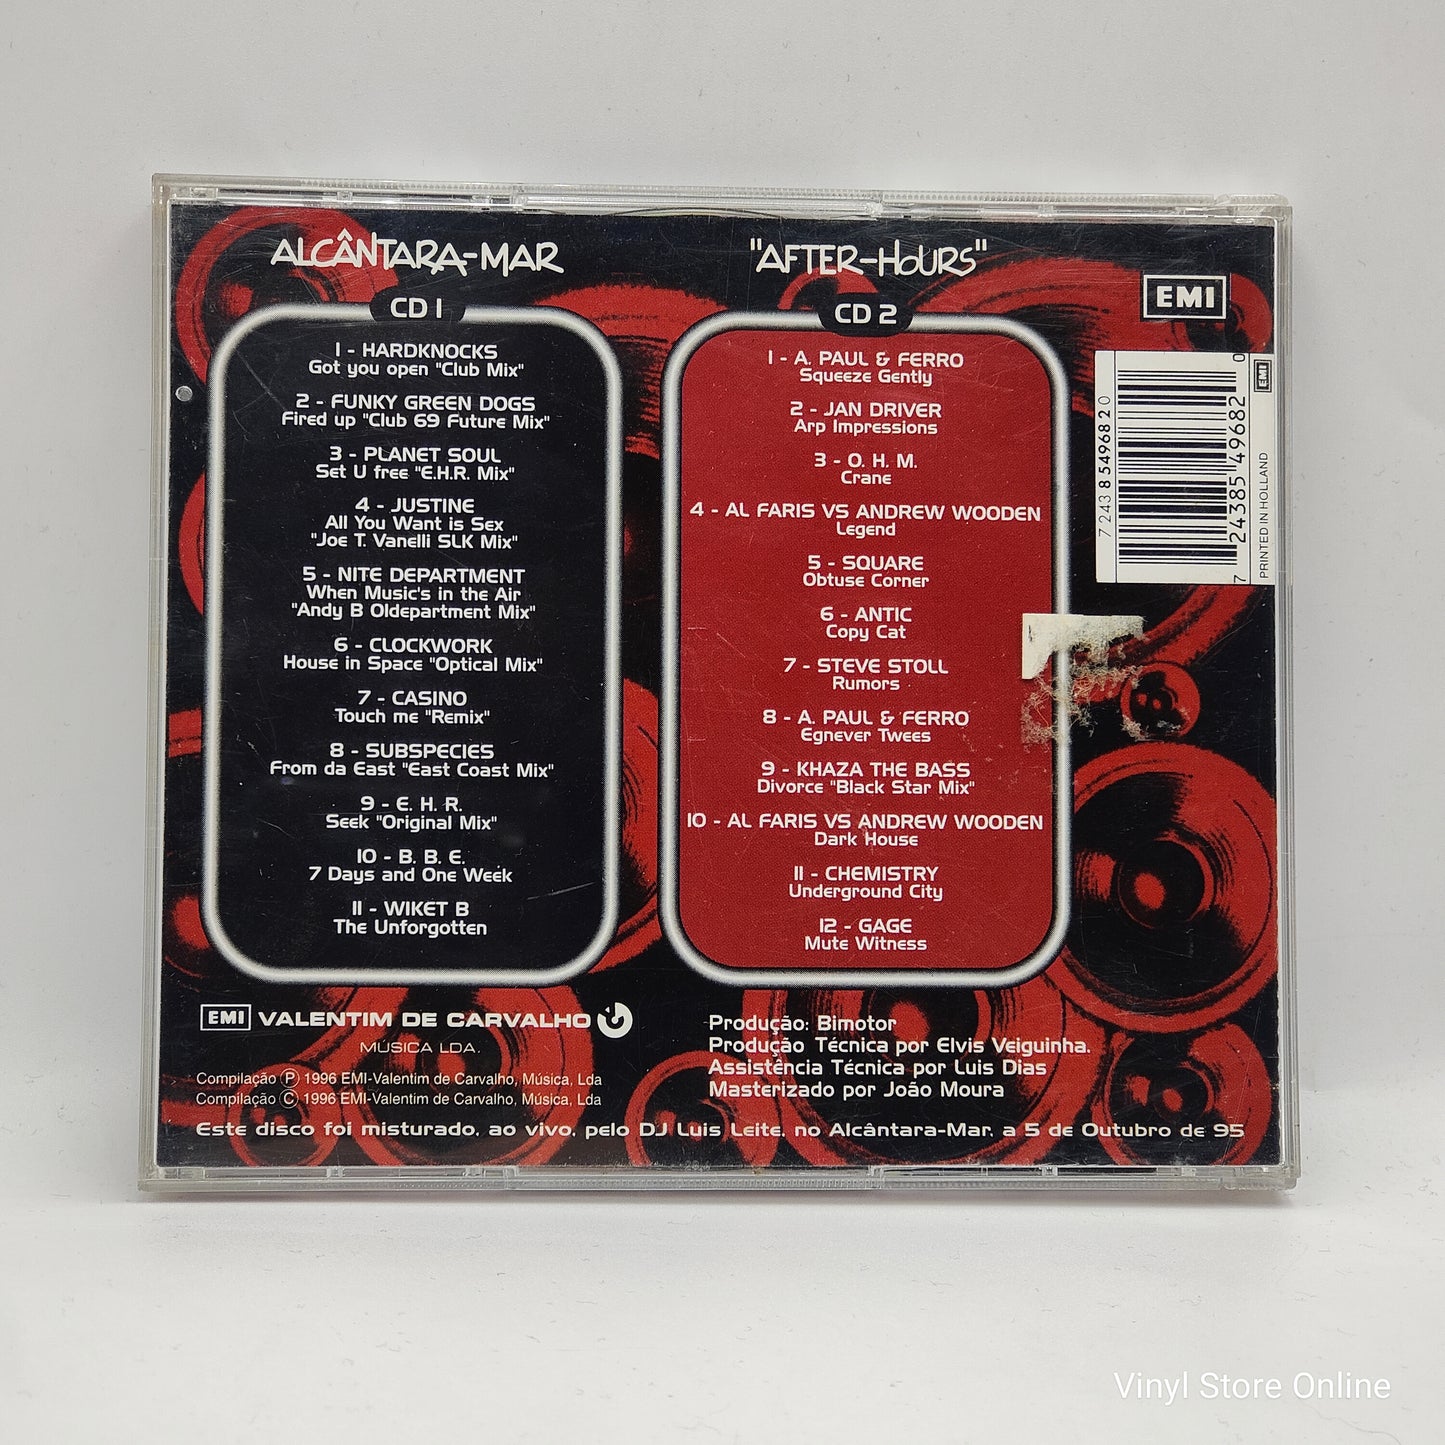 ALCÂNTARA-MAR
CD 1
1 - HARDKNOCKS
Got you open "Club Mix"
2 - FUNKY GREEN DOGS
Fired up "Club 69 Future Mix"
3 - PLANET SOUL
Set U free "E.H.R. Mix"
4 - JUSTINE
All You Want is Sex
"Joe T. Vanelli SLK Mix"
5 - NITE DEPARTMENT
When Music's in the Air
"Andy B Oldepartment Mix"
6 - CLOCKWORK
House in Space "Optical Mix"
7 - CASINO
Touch me "Remix"
8 - SUBSPECIES
From da East "East Coast Mix"
9 - E. H. R.
Seek "Original Mix"
10 - B. B. E.
7 Days and One Week
11 - WIKET B
The Unforgotten
"AFTER-HOURS"
CD 2
1 - A. PAUL & FERRO
Squeeze Gently
2 - JAN DRIVER
Arp Impressions
3 - O. H. M.
Crane
4 - AL FARIS VS ANDREW WOODEN
Legend
5 - SQUARE
Obtuse Corner
6 - ANTIC
Copy Cat
7 - STEVE STOLL
Rumors
8 - A. PAUL & FERRO
Egnever Twees
9 - KHAZA THE BASS
Divorce "Black Star Mix"
10 - AL FARIS VS ANDREW WOODEN
Dark House
11 - CHEMISTRY
Underground City
12 - GAGE
Mute Witness
EMI
7 243 8 54968 2 0
7 24385 49682 0
EMI
PRINTED IN HOLLAND
EMI VALENTIM DE CARVALHO
MÚSICA LDA.
Compilação Ⓟ 1996 EMI-Valentim de Carvalho, Música, Lda
Compilação Ⓒ 1996 EMI-Valentim de Carvalho, Música, Lda
Produção: Bimotor
Produção Técnica por Elvis Veiguinha.
Assistência Técnica por Luis Dias
Masterizado por João Moura
Este disco foi misturado, ao vivo, pelo DJ Luis Leite, no Alcântara-Mar, a 5 de Outubro de 95
Vinyl Store Online